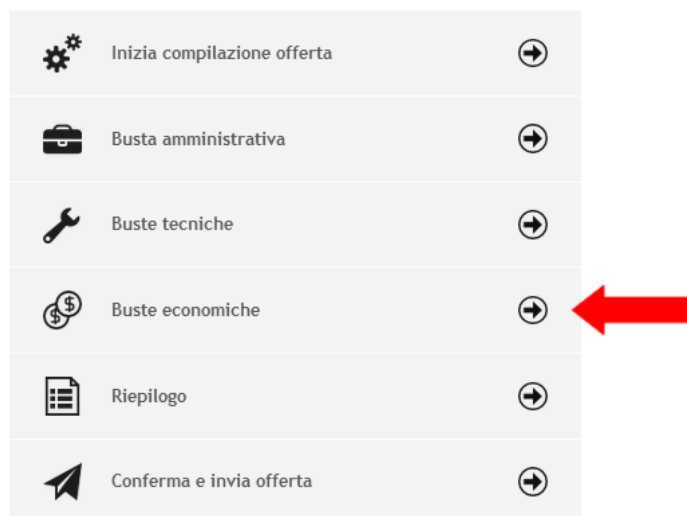 Inizia compilazione offerta
Busta amministrativa
Buste tecniche
Buste economiche
Riepilogo
Conferma e invia offerta